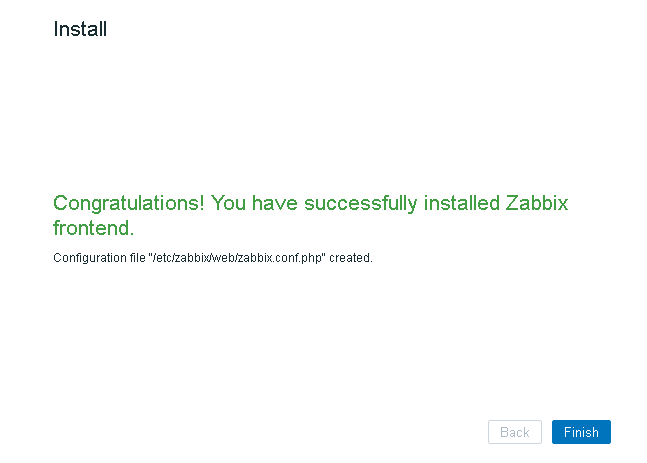 Install
Congratulations! You have successfully installed Zabbix
frontend.
Configuration file "/etc/zabbix/web/zabbix.conf.php" created.
Back
Finish